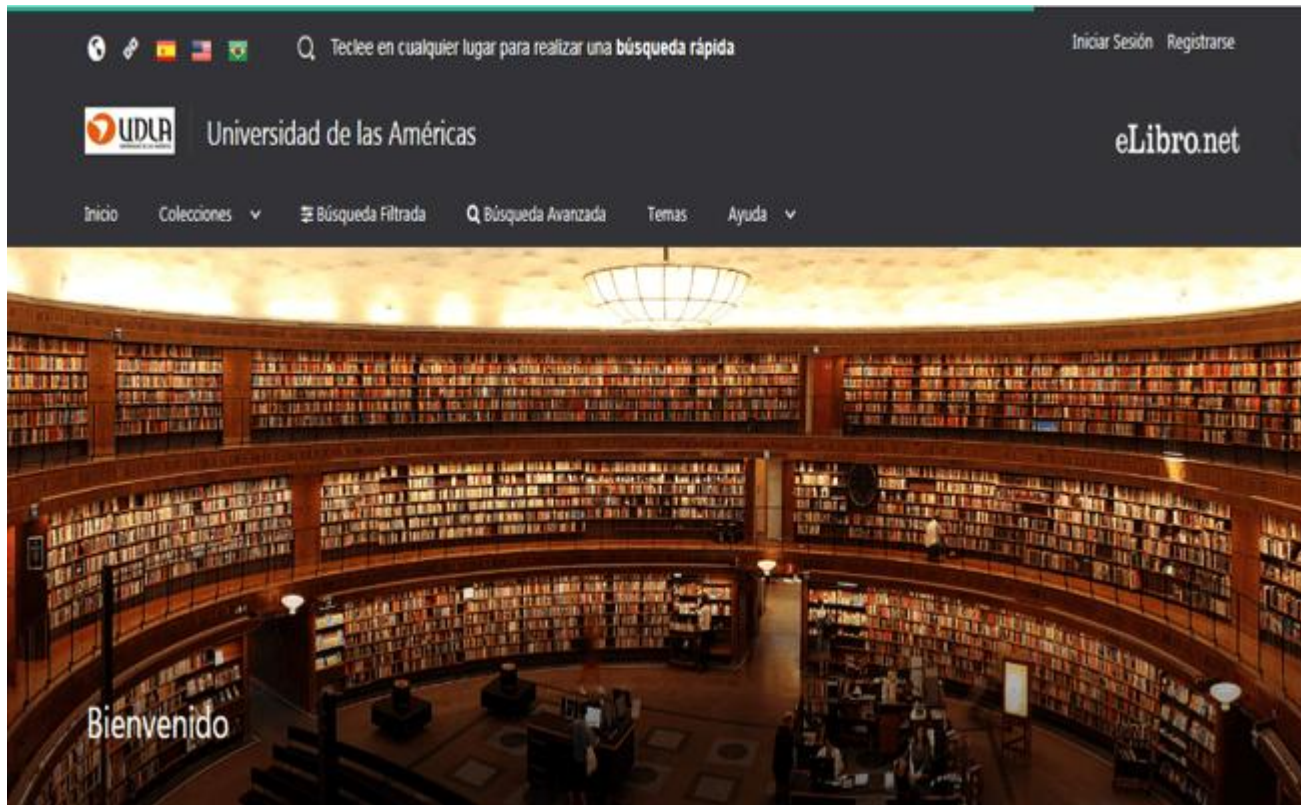 Teclee en cualquier lugar para realizar una búsqueda rápida
Iniciar Sesión Registrarse
UDLA
Universidad de las Américas
eLibro.net
Inicio Colecciones Búsqueda Filtrada Búsqueda Avanzada Temas Ayuda
Bienvenido